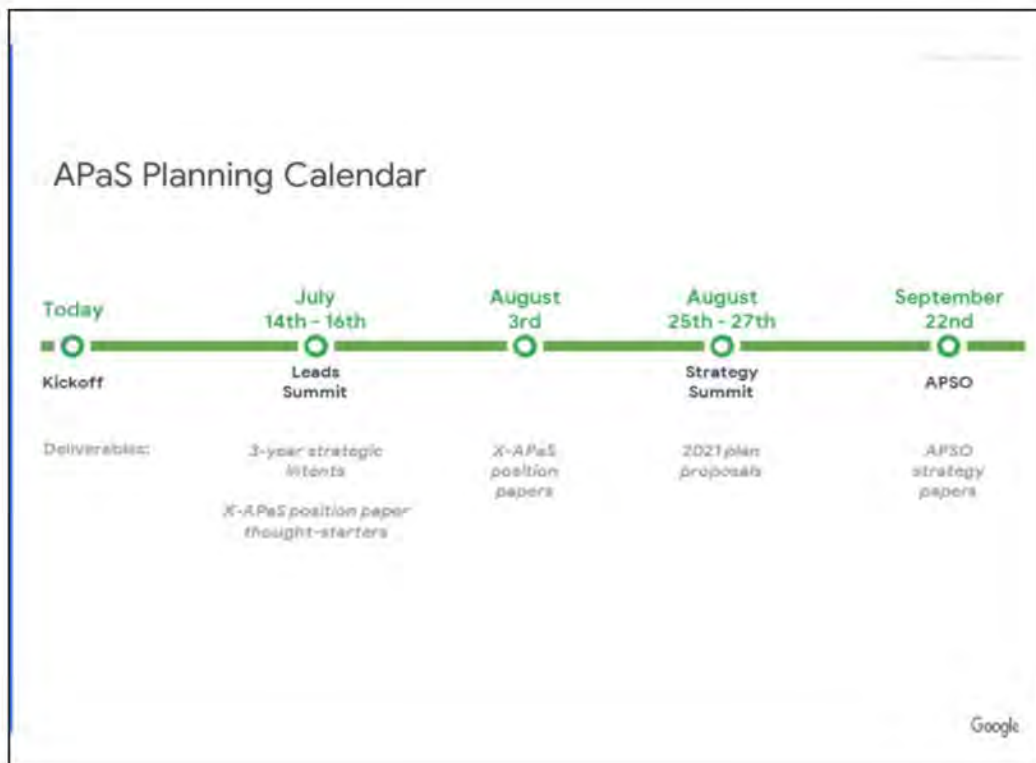 APaS Planning Calendar
Today
July
14th - 16th
August
3rd
August
25th - 27th
September
22nd
Kickoff
Leads
Summit
Strategy
Summit
APSO
Deliverables:
3-year strategic
intents
X-APaS position paper
thought-starters
X-APaS
position
papers
2021 plan
proposals
APSO
strategy
papers
Google